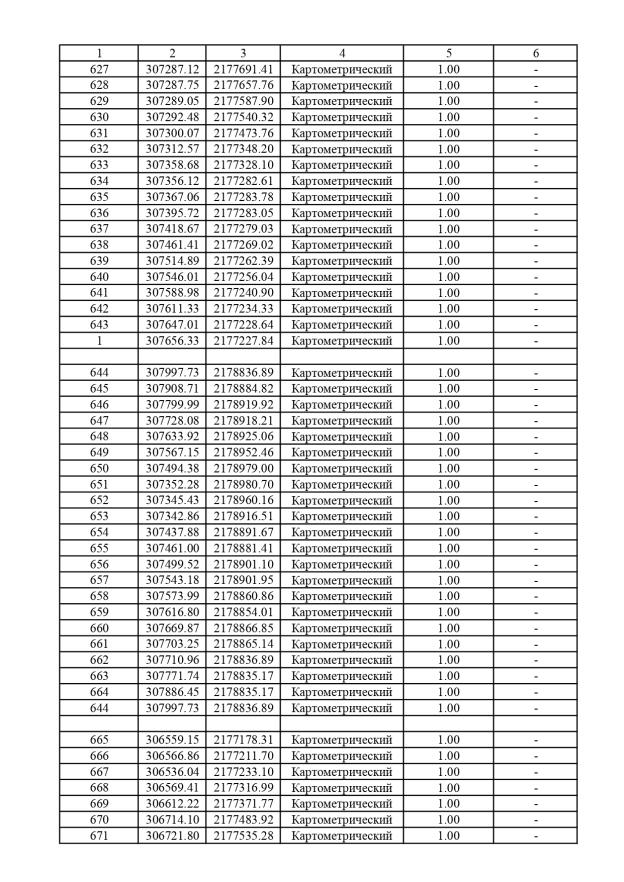 1 2 3 4 5 6
627 307287.12 2177691.41 Картометрический 1.00 -
628 307287.75 2177657.76 Картометрический 1.00 -
629 307289.05 2177587.90 Картометрический 1.00 -
630 307292.48 2177540.32 Картометрический 1.00 -
631 307300.07 2177473.76 Картометрический 1.00 -
632 307312.57 2177348.20 Картометрический 1.00 -
633 307358.68 2177328.10 Картометрический 1.00 -
634 307356.12 2177282.61 Картометрический 1.00 -
635 307367.06 2177283.78 Картометрический 1.00 -
636 307395.72 2177283.05 Картометрический 1.00 -
637 307418.67 2177279.03 Картометрический 1.00 -
638 307461.41 2177269.02 Картометрический 1.00 -
639 307514.89 2177262.39 Картометрический 1.00 -
640 307546.01 2177256.04 Картометрический 1.00 -
641 307588.98 2177240.90 Картометрический 1.00 -
642 307611.33 2177234.33 Картометрический 1.00 -
643 307647.01 2177228.64 Картометрический 1.00 -
1 307656.33 2177227.84 Картометрический 1.00 -
644 307997.73 2178836.89 Картометрический 1.00 -
645 307908.71 2178884.82 Картометрический 1.00 -
646 307799.99 2178919.92 Картометрический 1.00 -
647 307728.08 2178918.21 Картометрический 1.00 -
648 307633.92 2178925.06 Картометрический 1.00 -
649 307567.15 2178952.46 Картометрический 1.00 -
650 307494.38 2178979.00 Картометрический 1.00 -
651 307352.28 2178980.70 Картометрический 1.00 -
652 307345.43 2178960.16 Картометрический 1.00 -
653 307342.86 2178916.51 Картометрический 1.00 -
654 307437.88 2178891.67 Картометрический 1.00 -
655 307461.00 2178881.41 Картометрический 1.00 -
656 307499.52 2178901.10 Картометрический 1.00 -
657 307543.18 2178901.95 Картометрический 1.00 -
658 307573.99 2178860.86 Картометрический 1.00 -
659 307616.80 2178854.01 Картометрический 1.00 -
660 307669.87 2178866.85 Картометрический 1.00 -
661 307703.25 2178865.14 Картометрический 1.00 -
662 307710.96 2178836.89 Картометрический 1.00 -
663 307771.74 2178835.17 Картометрический 1.00 -
664 307886.45 2178835.17 Картометрический 1.00 -
644 307997.73 2178836.89 Картометрический 1.00 -
665 306559.15 2177178.31 Картометрический 1.00 -
666 306566.86 2177211.70 Картометрический 1.00 -
667 306536.04 2177233.10 Картометрический 1.00 -
668 306569.41 2177316.99 Картометрический 1.00 -
669 306612.22 2177371.77 Картометрический 1.00 -
670 306714.10 2177483.92 Картометрический 1.00 -
671 306721.80 2177535.28 Картометрический 1.00 -